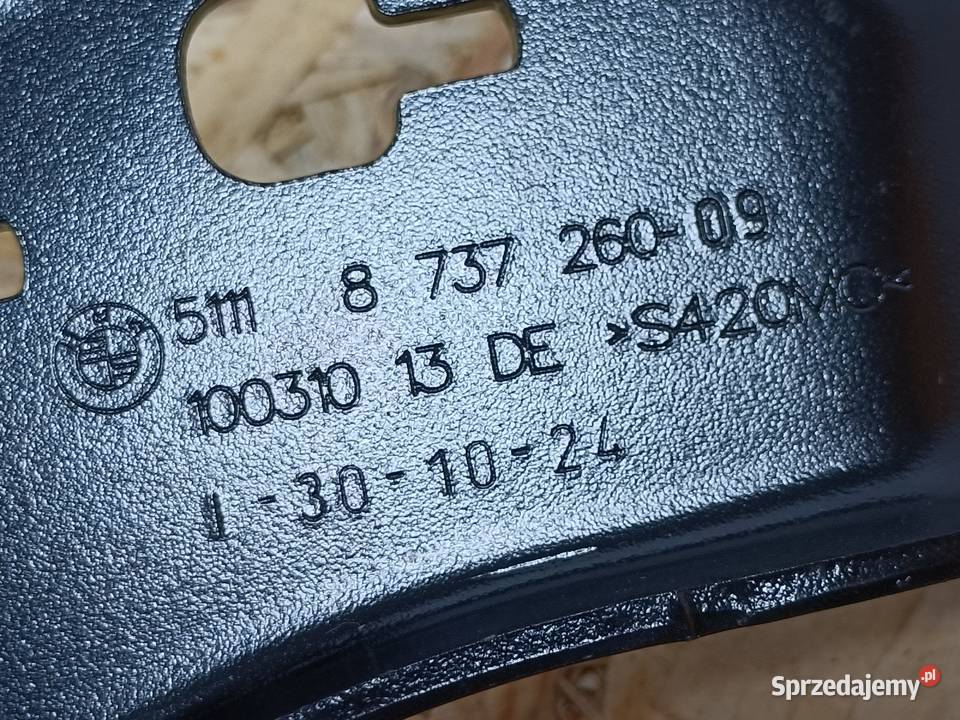 5111 8 737 260-09
100310 13 DE >S420MC<
1-30-10-24
Sprzedajemy.pl